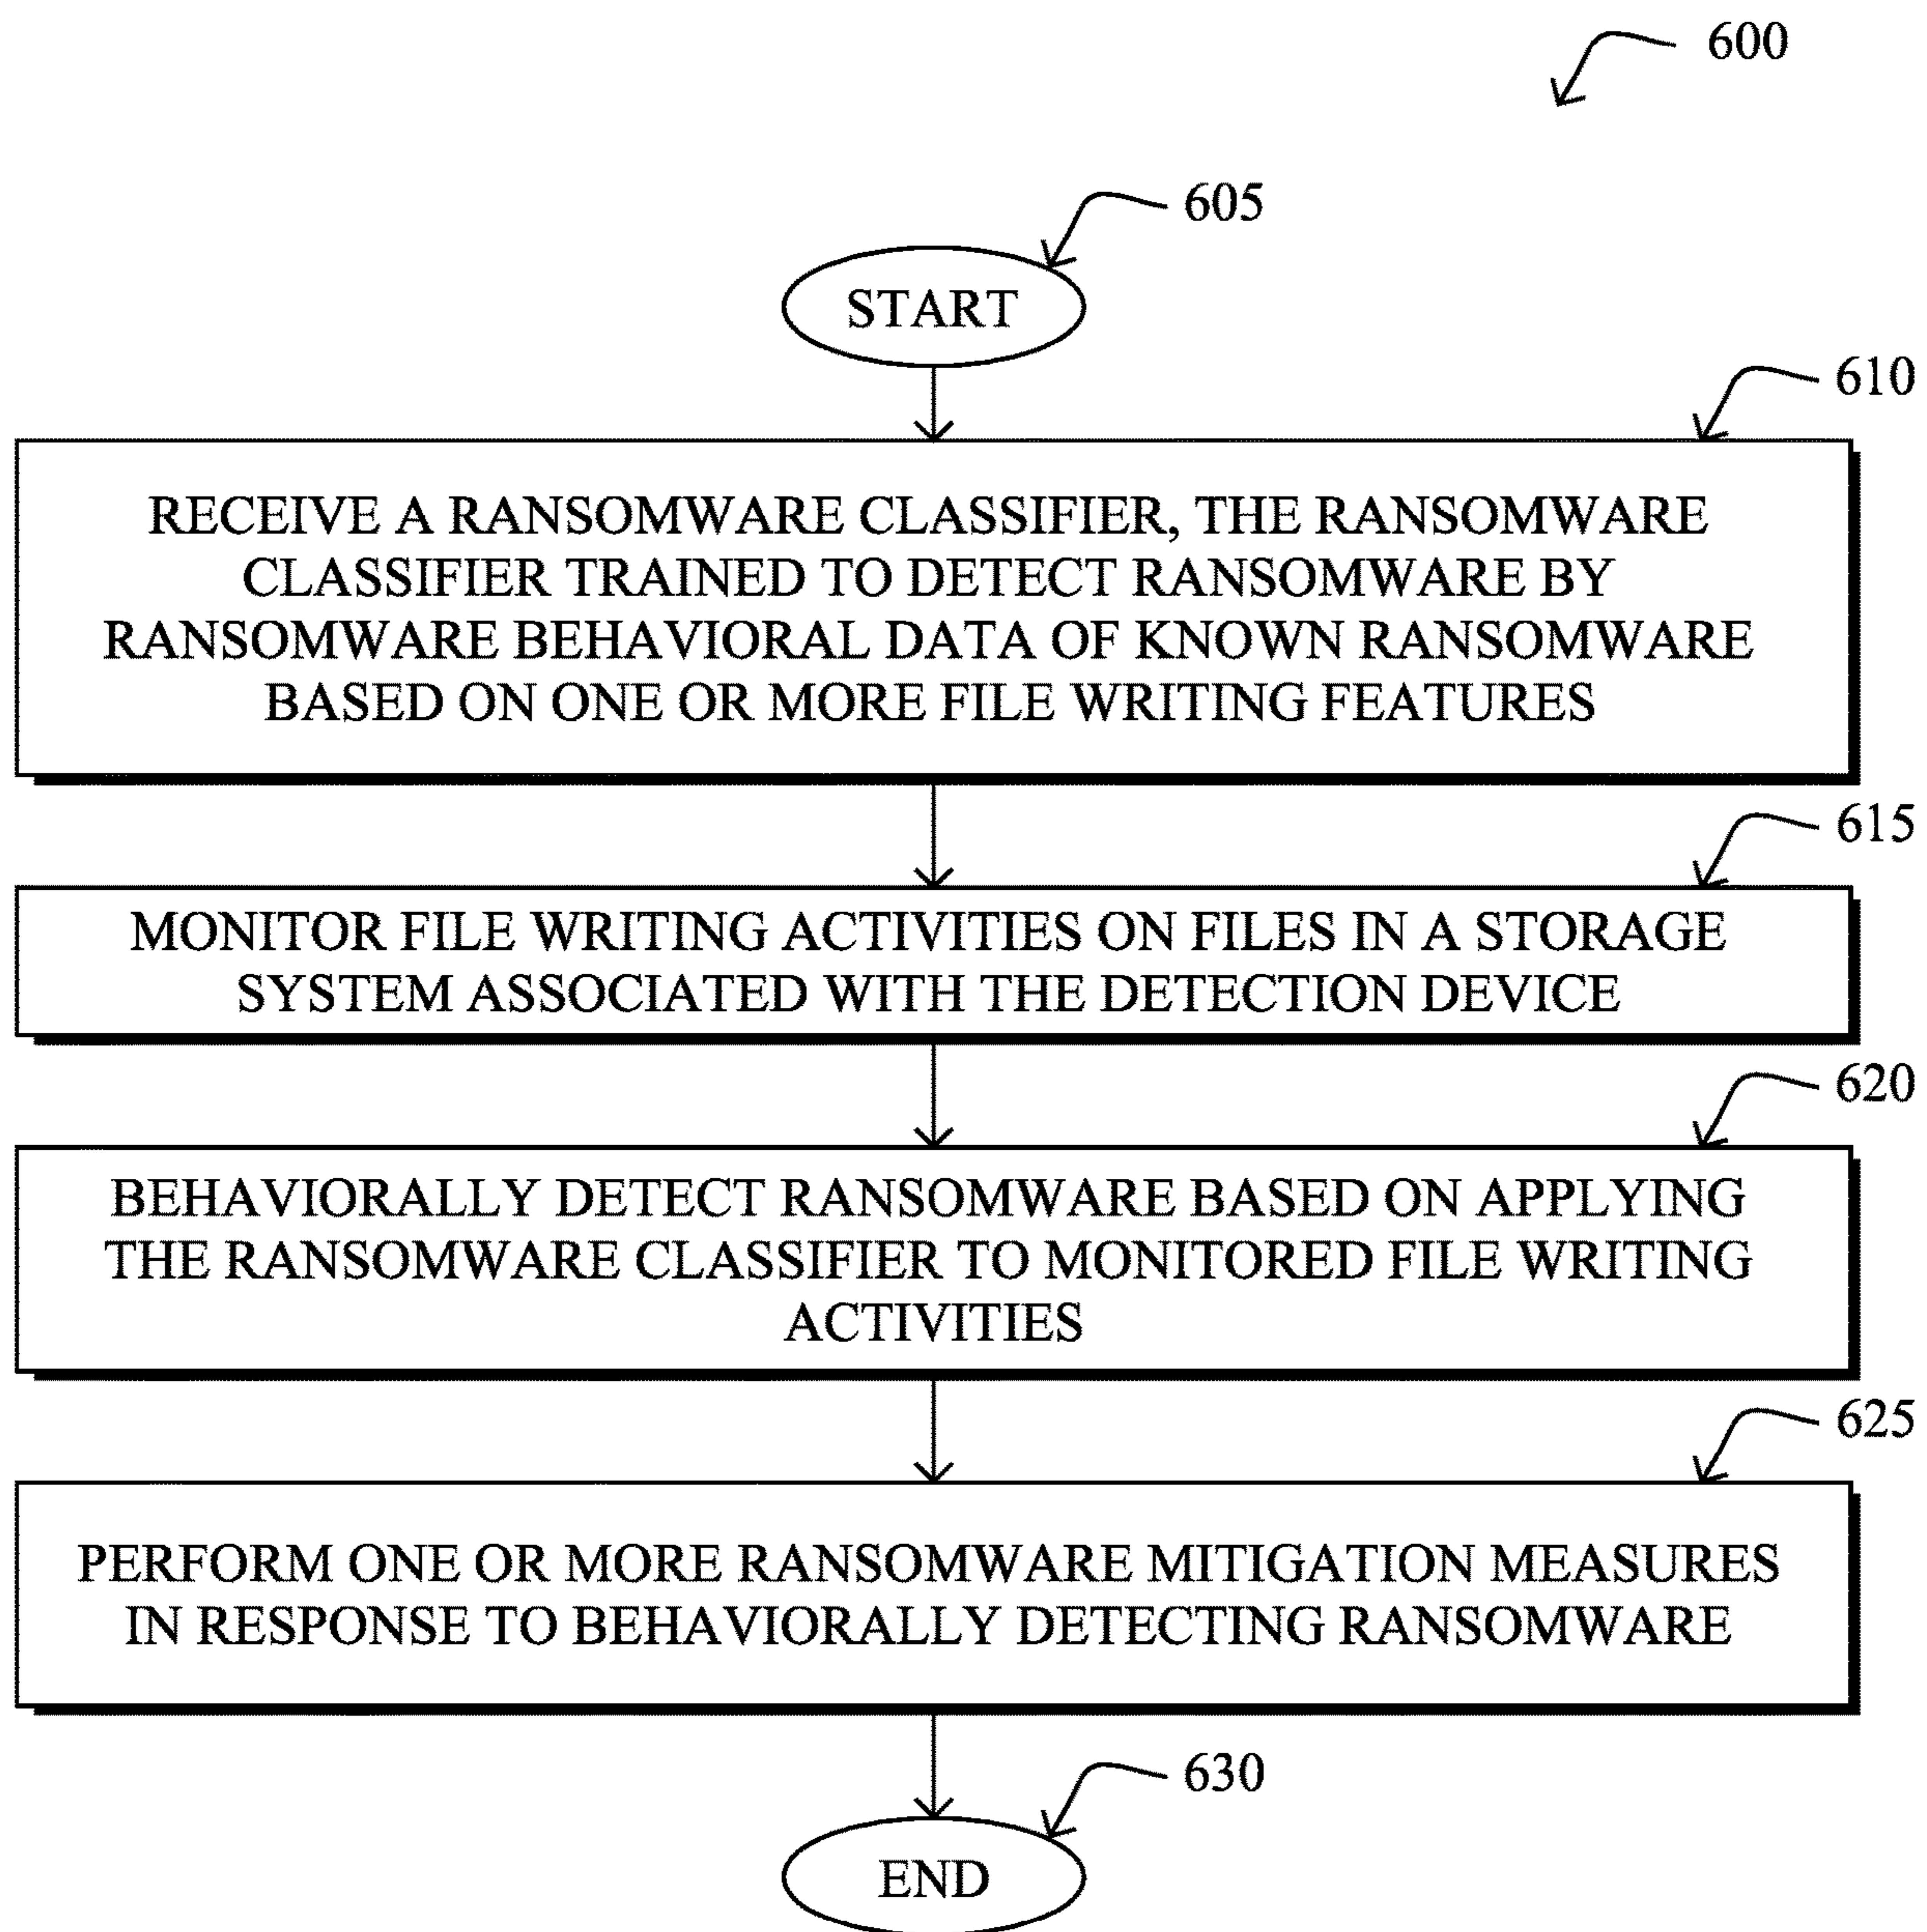 600
605
START
610
RECEIVE A RANSOMWARE CLASSIFIER, THE RANSOMWARE
CLASSIFIER TRAINED TO DETECT RANSOMWARE BY
RANSOMWARE BEHAVIORAL DATA OF KNOWN RANSOMWARE
BASED ON ONE OR MORE FILE WRITING FEATURES
615
MONITOR FILE WRITING ACTIVITIES ON FILES IN A STORAGE
SYSTEM ASSOCIATED WITH THE DETECTION DEVICE
620
BEHAVIORALLY DETECT RANSOMWARE BASED ON APPLYING
THE RANSOMWARE CLASSIFIER TO MONITORED FILE WRITING
ACTIVITIES
625
PERFORM ONE OR MORE RANSOMWARE MITIGATION MEASURES
IN RESPONSE TO BEHAVIORALLY DETECTING RANSOMWARE
630
END